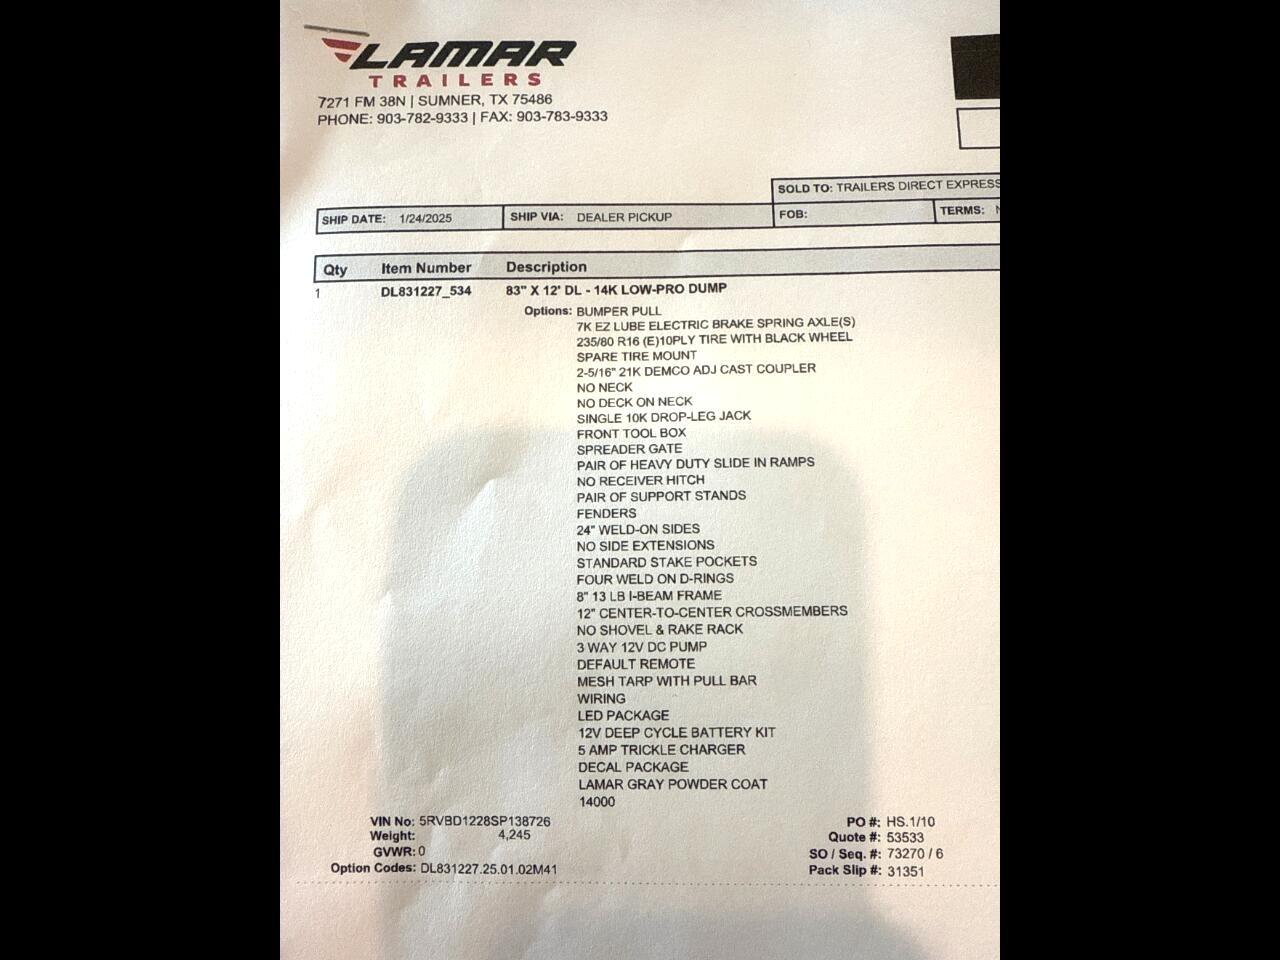 LAMAR
TRAILERS
7271 FM 38N | SUMNER, TX 75486
PHONE: 903-782-9333 | FAX: 903-783-9333
SOLD TO: TRAILERS DIRECT EXPRESS
SHIP DATE: 1/24/2025 SHIP VIA: DEALER PICKUP FOB: TERMS:
Qty Item Number Description
1 DL831227_534 83" X 12' DL - 14K LOW-PRO DUMP
Options: BUMPER PULL
7K EZ LUBE ELECTRIC BRAKE SPRING AXLE(S)
235/80 R16 (E)10PLY TIRE WITH BLACK WHEEL
SPARE TIRE MOUNT
2-5/16" 21K DEMCO ADJ CAST COUPLER
NO NECK
NO DECK ON NECK
SINGLE 10K DROP-LEG JACK
FRONT TOOL BOX
SPREADER GATE
PAIR OF HEAVY DUTY SLIDE IN RAMPS
NO RECEIVER HITCH
PAIR OF SUPPORT STANDS
FENDERS
24" WELD-ON SIDES
NO SIDE EXTENSIONS
STANDARD STAKE POCKETS
FOUR WELD ON D-RINGS
8" 13 LB I-BEAM FRAME
12" CENTER-TO-CENTER CROSSMEMBERS
NO SHOVEL & RAKE RACK
3 WAY 12V DC PUMP
DEFAULT REMOTE
MESH TARP WITH PULL BAR
WIRING
LED PACKAGE
12V DEEP CYCLE BATTERY KIT
5 AMP TRICKLE CHARGER
DECAL PACKAGE
LAMAR GRAY POWDER COAT
14000
VIN No: 5RVBD1228SP138726 PO #: HS.1/10
Weight: 4,245 Quote #: 53533
GVWR: 0 SO / Seq. #: 73270 / 6
Option Codes: DL831227.25.01.02M41 Pack Slip #: 31351